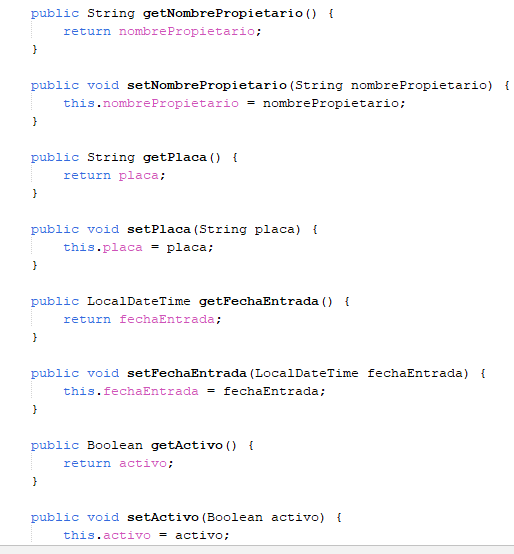 public String getNombrePropietario() {
    return nombrePropietario;
}

public void setNombrePropietario(String nombrePropietario) {
    this.nombrePropietario = nombrePropietario;
}

public String getPlaca() {
    return placa;
}

public void setPlaca(String placa) {
    this.placa = placa;
}

public LocalDateTime getFechaEntrada() {
    return fechaEntrada;
}

public void setFechaEntrada(LocalDateTime fechaEntrada) {
    this.fechaEntrada = fechaEntrada;
}

public Boolean getActivo() {
    return activo;
}

public void setActivo(Boolean activo) {
    this.activo = activo;